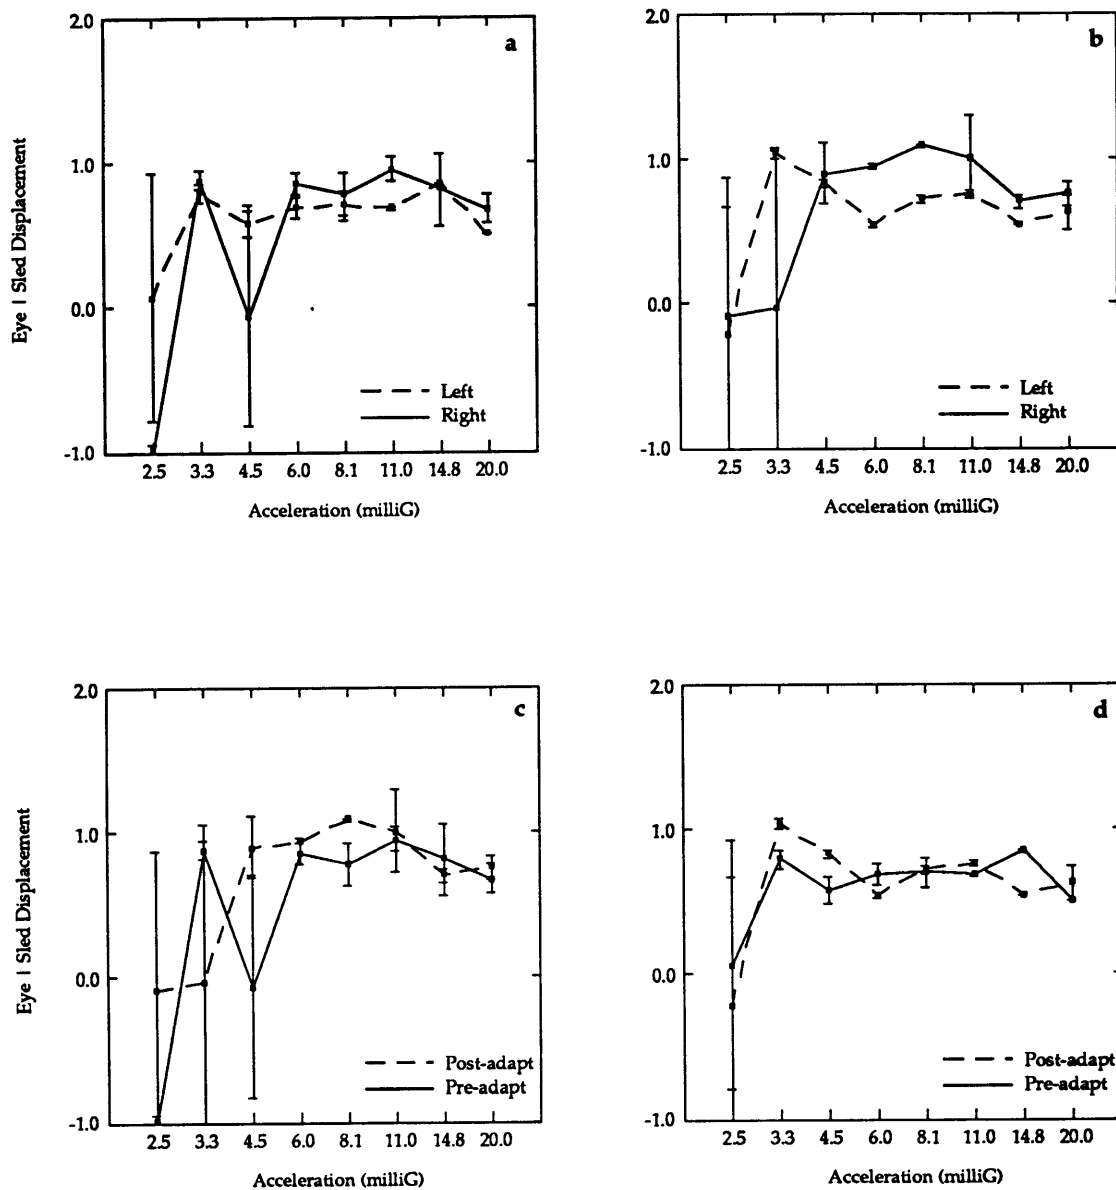 a
2.0
1.0
0.0
-1.0
Eye | Sled Displacement
Left
Right
2.5 3.3 4.5 6.0 8.1 11.0 14.8 20.0
Acceleration (milliG)
b
2.0
1.0
0.0
-1.0
Left
Right
2.5 3.3 4.5 6.0 8.1 11.0 14.8 20.0
Acceleration (milliG)
c
2.0
1.0
0.0
-1.0
Eye | Sled Displacement
Post-adapt
Pre-adapt
2.5 3.3 4.5 6.0 8.1 11.0 14.8 20.0
Acceleration (milliG)
d
2.0
1.0
0.0
-1.0
Post-adapt
Pre-adapt
2.5 3.3 4.5 6.0 8.1 11.0 14.8 20.0
Acceleration (milliG)